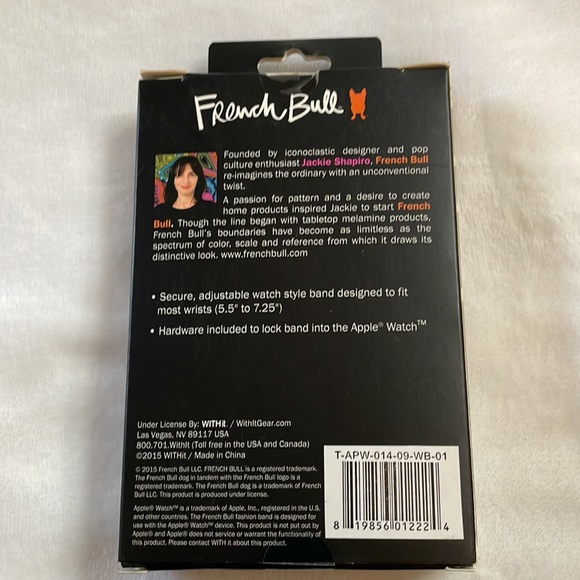 French Bull®
Founded by iconoclastic designer and pop
culture enthusiast Jackie Shapiro, French Bull
re-imagines the ordinary with an unconventional
twist.
A passion for pattern and a desire to create
home products inspired Jackie to start French
Bull. Though the line began with tabletop melamine products,
French Bull's boundaries have become as limitless as the
spectrum of color, scale and reference from which it draws its
distinctive look. www.frenchbull.com
• Secure, adjustable watch style band designed to fit
most wrists (5.5" to 7.25")
• Hardware included to lock band into the Apple® Watch™
Under License By: WITHit. / WithItGear.com
Las Vegas, NV 89117 USA
800.701.WithIt (Toll free in the USA and Canada)
©2015 WITHit / Made in China
© 2015 French Bull LLC. FRENCH BULL is a registered trademark.
The French Bull dog in tandem with the French Bull logo is a
registered trademark. The French Bull dog is a trademark of French
Bull LLC. This product is produced under license.
Apple® Watch™ is a trademark of Apple, Inc., registered in the U.S.
and other countries. The French Bull fashion band is designed for
use with the Apple® Watch™ device. This product is not put out by
Apple® and Apple® does not service or warrant the functionality of
this product. Please contact WITH it about this product.
T-APW-014-09-WB-01
8 19856 01222 4